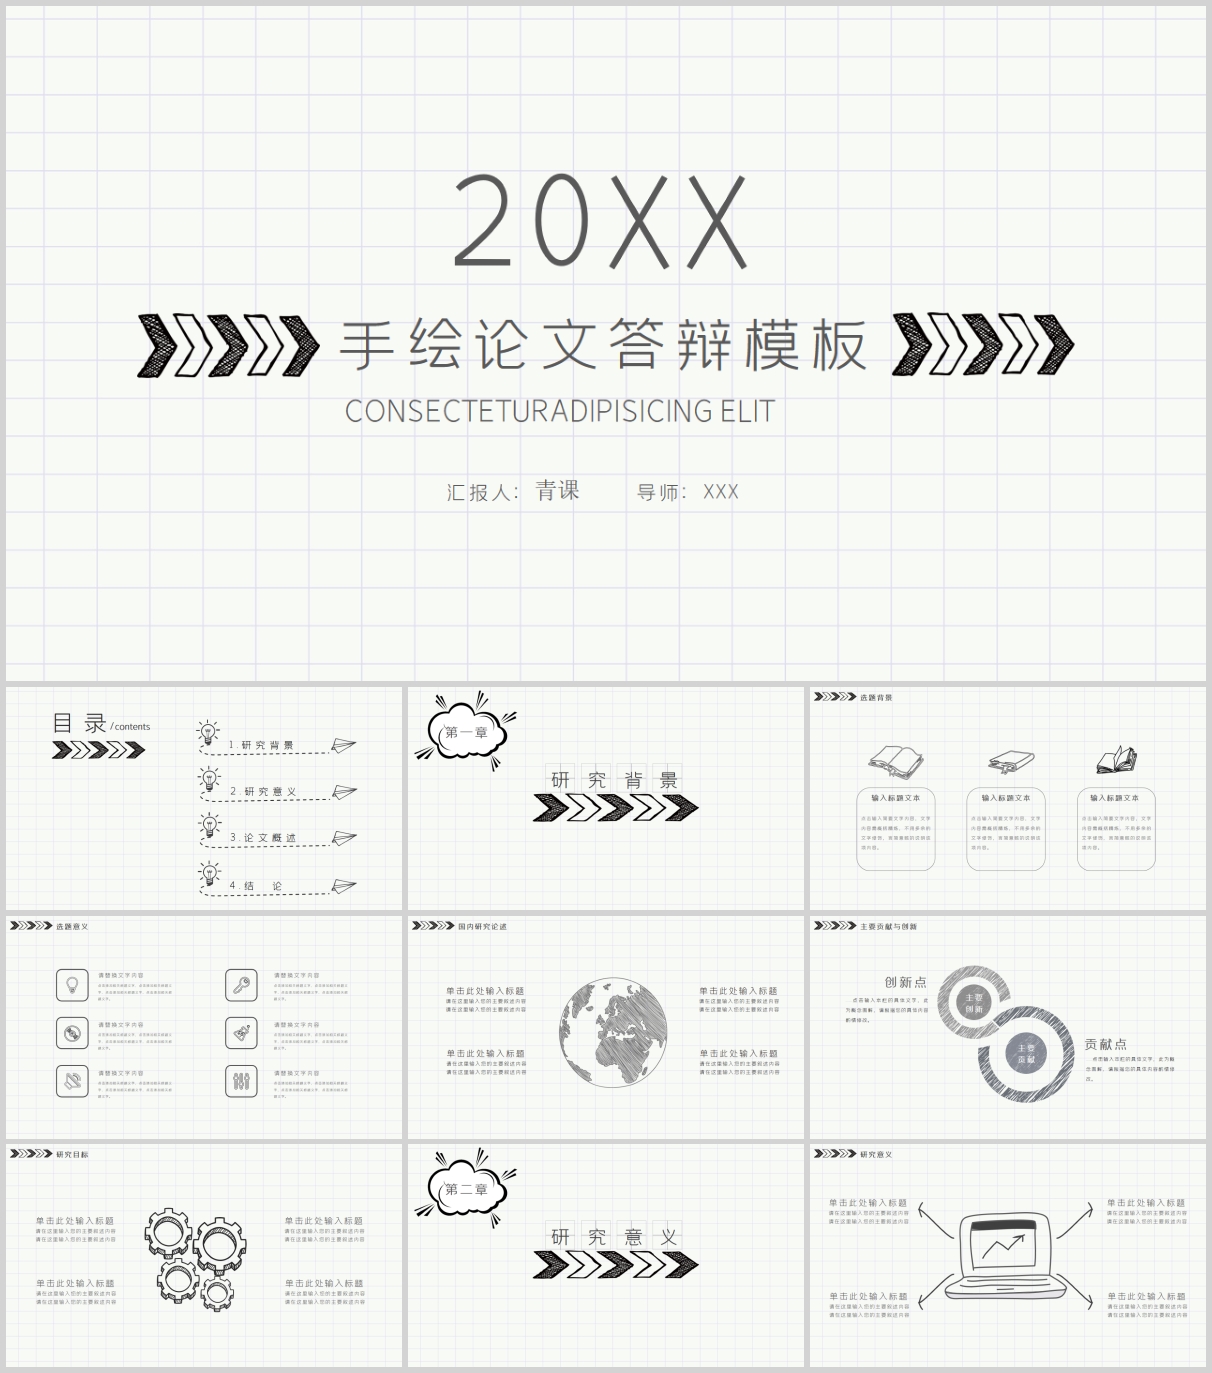 20XX
手绘论文答辩模板
CONSECTETURADIPISICING ELIT
汇报人：青课 导师：XXX
目 录/contents
1.研究背景
2.研究意义
3.论文概述
4.结 论
第一章
研究背景
选题背景
输入标题文本
输入标题文本
输入标题文本
选题意义
请替换文字内容
请替换文字内容
请替换文字内容
请替换文字内容
请替换文字内容
请替换文字内容
国内研究论述
单击此处输入标题
请在这里输入您的主要叙述内容
请在这里输入您的主要叙述内容
单击此处输入标题
请在这里输入您的主要叙述内容
请在这里输入您的主要叙述内容
单击此处输入标题
请在这里输入您的主要叙述内容
请在这里输入您的主要叙述内容
单击此处输入标题
请在这里输入您的主要叙述内容
请在这里输入您的主要叙述内容
主要贡献与创新
创新点
主要
创新
主要
贡献
贡献点
研究目标
单击此处输入标题
请在这里输入您的主要叙述内容
请在这里输入您的主要叙述内容
单击此处输入标题
请在这里输入您的主要叙述内容
请在这里输入您的主要叙述内容
单击此处输入标题
请在这里输入您的主要叙述内容
请在这里输入您的主要叙述内容
单击此处输入标题
请在这里输入您的主要叙述内容
请在这里输入您的主要叙述内容
第二章
研究意义
研究意义
单击此处输入标题
请在这里输入您的主要叙述内容
请在这里输入您的主要叙述内容
单击此处输入标题
请在这里输入您的主要叙述内容
请在这里输入您的主要叙述内容
单击此处输入标题
请在这里输入您的主要叙述内容
请在这里输入您的主要叙述内容
单击此处输入标题
请在这里输入您的主要叙述内容
请在这里输入您的主要叙述内容